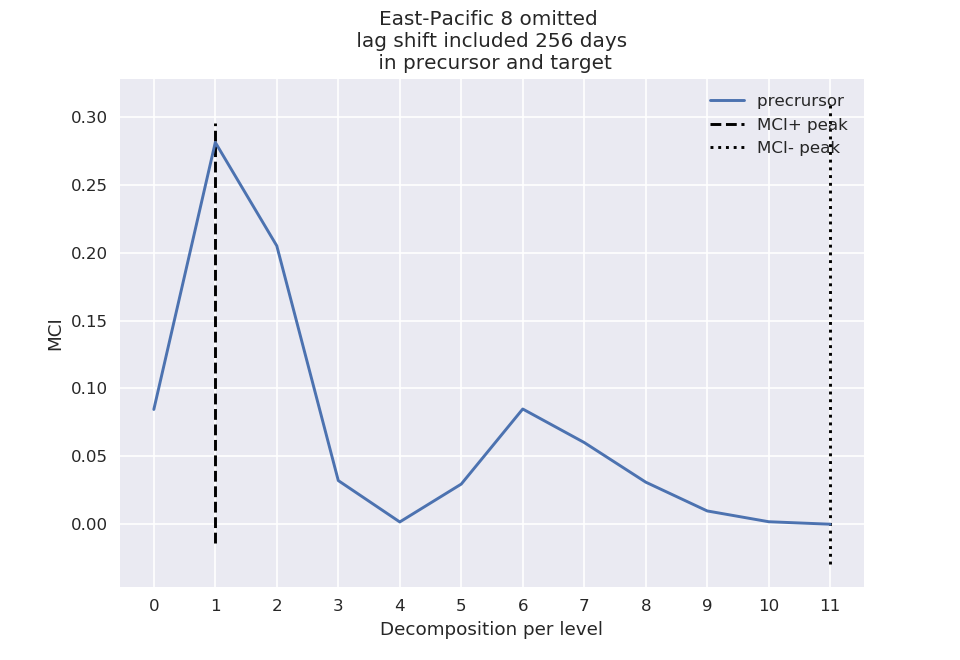 East-Pacific 8 omitted
lag shift included 256 days
in precursor and target
0.30
0.25
0.20
0.15
0.10
0.05
0.00
MCI
precrursor
MCI+ peak
MCI- peak
0 1 2 3 4 5 6 7 8 9 10 11
Decomposition per level